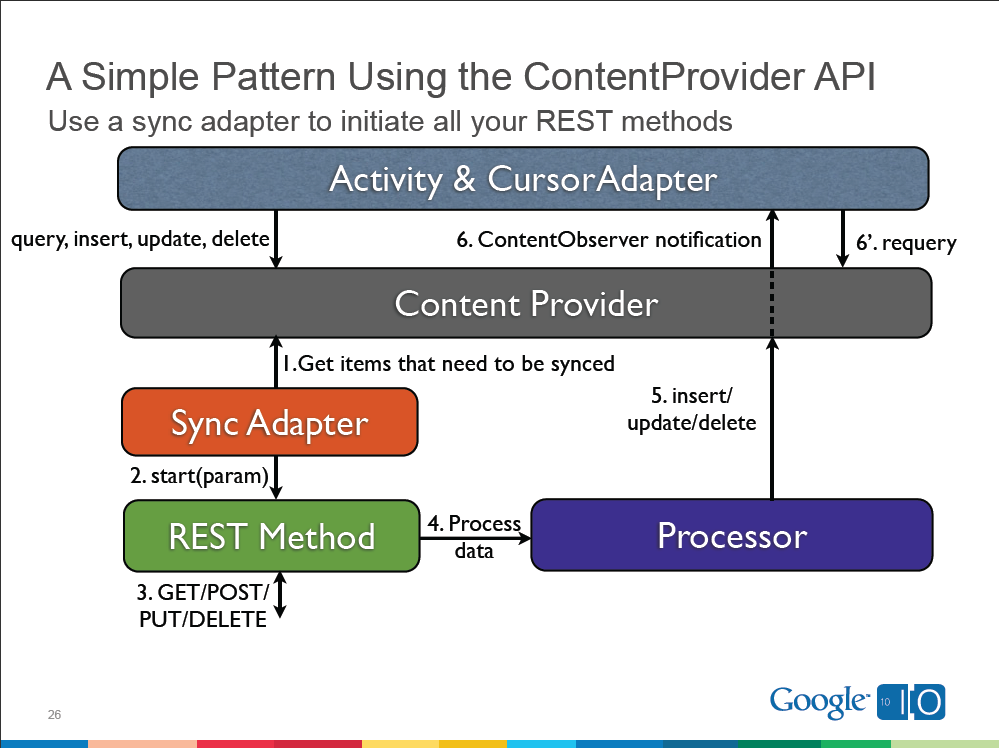 A Simple Pattern Using the ContentProvider API
Use a sync adapter to initiate all your REST methods
Activity & CursorAdapter
query, insert, update, delete
6. ContentObserver notification
6’. requery
Content Provider
1.Get items that need to be synced
5. insert/
update/delete
Sync Adapter
2. start(param)
REST Method
4. Process
data
Processor
3. GET/POST/
PUT/DELETE
26
Google™ 10 IO